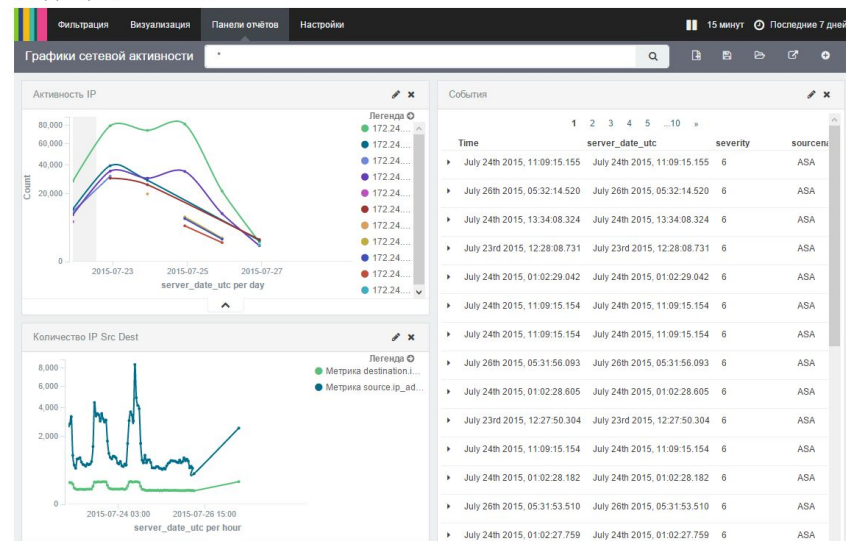 Фильтрация Визуализация Панели отчётов Настройки 15 минут Последние 7 дней
Графики сетевой активности *
Активность IP
Легенда
80,000
60,000
40,000
20,000
0
Count
2015-07-23 2015-07-25 2015-07-27
server_date_utc per day
172.24....
172.24....
172.24....
172.24....
172.24....
172.24....
172.24....
172.24....
172.24....
172.24....
172.24....
Количество IP Src Dest
Легенда
Метрика destination.i...
Метрика source.ip_ad...
8,000
6,000
4,000
2,000
0
2015-07-24 03:00 2015-07-26 15:00
server_date_utc per hour
События
1 2 3 4 5 ...10 »
Time server_date_utc severity sourcena
July 24th 2015, 11:09:15.155 July 24th 2015, 11:09:15.155 6 ASA
July 26th 2015, 05:32:14.520 July 26th 2015, 05:32:14.520 6 ASA
July 24th 2015, 13:34:08.324 July 24th 2015, 13:34:08.324 6 ASA
July 23rd 2015, 12:28:08.731 July 23rd 2015, 12:28:08.731 6 ASA
July 24th 2015, 01:02:29.042 July 24th 2015, 01:02:29.042 6 ASA
July 24th 2015, 11:09:15.154 July 24th 2015, 11:09:15.154 6 ASA
July 24th 2015, 11:09:15.154 July 24th 2015, 11:09:15.154 6 ASA
July 26th 2015, 05:31:56.093 July 26th 2015, 05:31:56.093 6 ASA
July 24th 2015, 01:02:28.605 July 24th 2015, 01:02:28.605 6 ASA
July 23rd 2015, 12:27:50.304 July 23rd 2015, 12:27:50.304 6 ASA
July 24th 2015, 11:09:15.154 July 24th 2015, 11:09:15.154 6 ASA
July 24th 2015, 01:02:28.182 July 24th 2015, 01:02:28.182 6 ASA
July 26th 2015, 05:31:53.510 July 26th 2015, 05:31:53.510 6 ASA
July 24th 2015, 01:02:27.759 July 24th 2015, 01:02:27.759 6 ASA